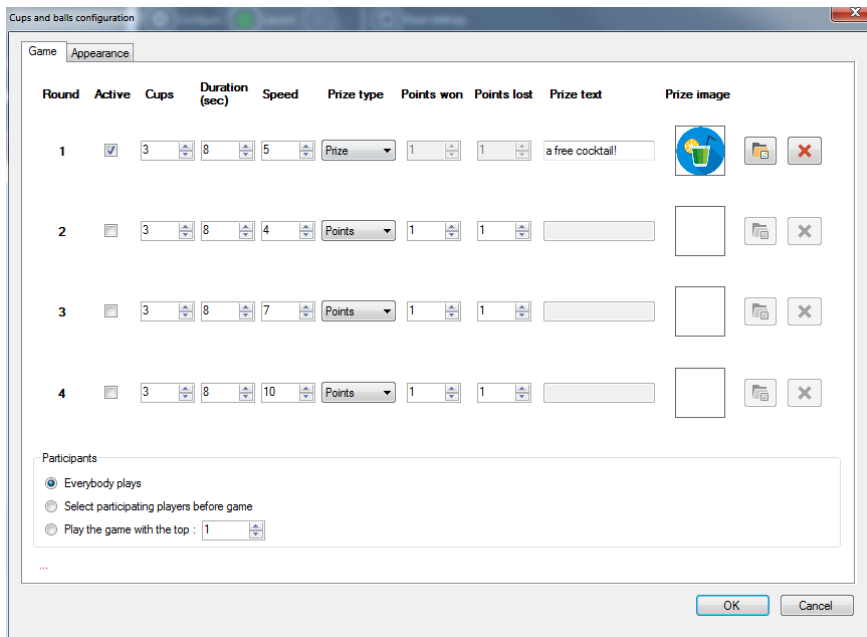 Cups and balls configuration
Game Appearance
Round Active Cups Duration (sec) Speed Prize type Points won Points lost Prize text Prize image
1 3 8 5 Prize 1 1 a free cocktail!
2 3 8 4 Points 1 1
3 3 8 7 Points 1 1
4 3 8 10 Points 1 1
Participants
Everybody plays
Select participating players before game
Play the game with the top : 1
...
OK Cancel